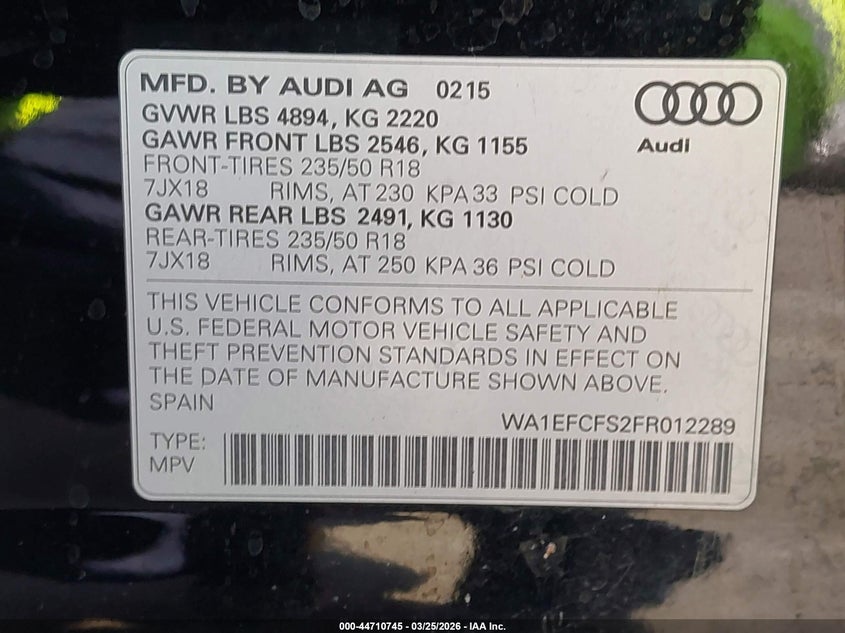 MFD. BY AUDI AG 0215
GVWR LBS 4894, KG 2220
GAWR FRONT LBS 2546, KG 1155
FRONT-TIRES 235/50 R18
7JX18 RIMS, AT 230 KPA 33 PSI COLD
GAWR REAR LBS 2491, KG 1130
REAR-TIRES 235/50 R18
7JX18 RIMS, AT 250 KPA 36 PSI COLD
Audi
THIS VEHICLE CONFORMS TO ALL APPLICABLE
U.S. FEDERAL MOTOR VEHICLE SAFETY AND
THEFT PREVENTION STANDARDS IN EFFECT ON
THE DATE OF MANUFACTURE SHOWN ABOVE.
SPAIN
WA1EFCFS2FR012289
TYPE:
MPV
000-44710745 - 03/25/2026 - IAA Inc.